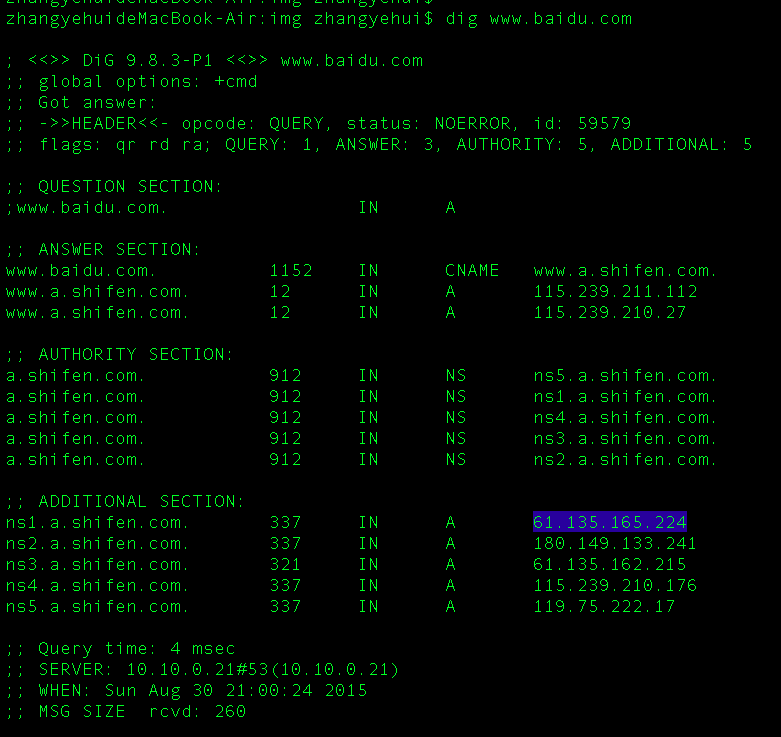 zhangyehuideMacBook-Air:img zhangyehui$
zhangyehuideMacBook-Air:img zhangyehui$ dig www.baidu.com
; <<>> DiG 9.8.3-P1 <<>> www.baidu.com
;; global options: +cmd
;; Got answer:
;; ->>HEADER<<- opcode: QUERY, status: NOERROR, id: 59579
;; flags: qr rd ra; QUERY: 1, ANSWER: 3, AUTHORITY: 5, ADDITIONAL: 5
;; QUESTION SECTION:
;www.baidu.com. IN A
;; ANSWER SECTION:
www.baidu.com. 1152 IN CNAME www.a.shifen.com.
www.a.shifen.com. 12 IN A 115.239.211.112
www.a.shifen.com. 12 IN A 115.239.210.27
;; AUTHORITY SECTION:
a.shifen.com. 912 IN NS ns5.a.shifen.com.
a.shifen.com. 912 IN NS ns1.a.shifen.com.
a.shifen.com. 912 IN NS ns4.a.shifen.com.
a.shifen.com. 912 IN NS ns3.a.shifen.com.
a.shifen.com. 912 IN NS ns2.a.shifen.com.
;; ADDITIONAL SECTION:
ns1.a.shifen.com. 337 IN A 61.135.165.224
ns2.a.shifen.com. 337 IN A 180.149.133.241
ns3.a.shifen.com. 321 IN A 61.135.162.215
ns4.a.shifen.com. 337 IN A 115.239.210.176
ns5.a.shifen.com. 337 IN A 119.75.222.17
;; Query time: 4 msec
;; SERVER: 10.10.0.21#53(10.10.0.21)
;; WHEN: Sun Aug 30 21:00:24 2015
;; MSG SIZE rcvd: 260